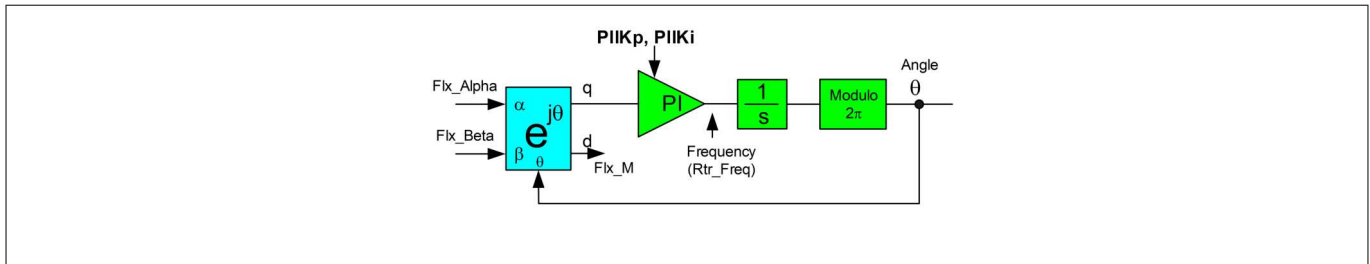 PllKp, PllKi
Angle
θ
Flx_Alpha
α
q
PI
1
s
Modulo
2π
e
jθ
Flx_Beta
β
θ
d
Flx_M
Frequency
(Rtr_Freq)